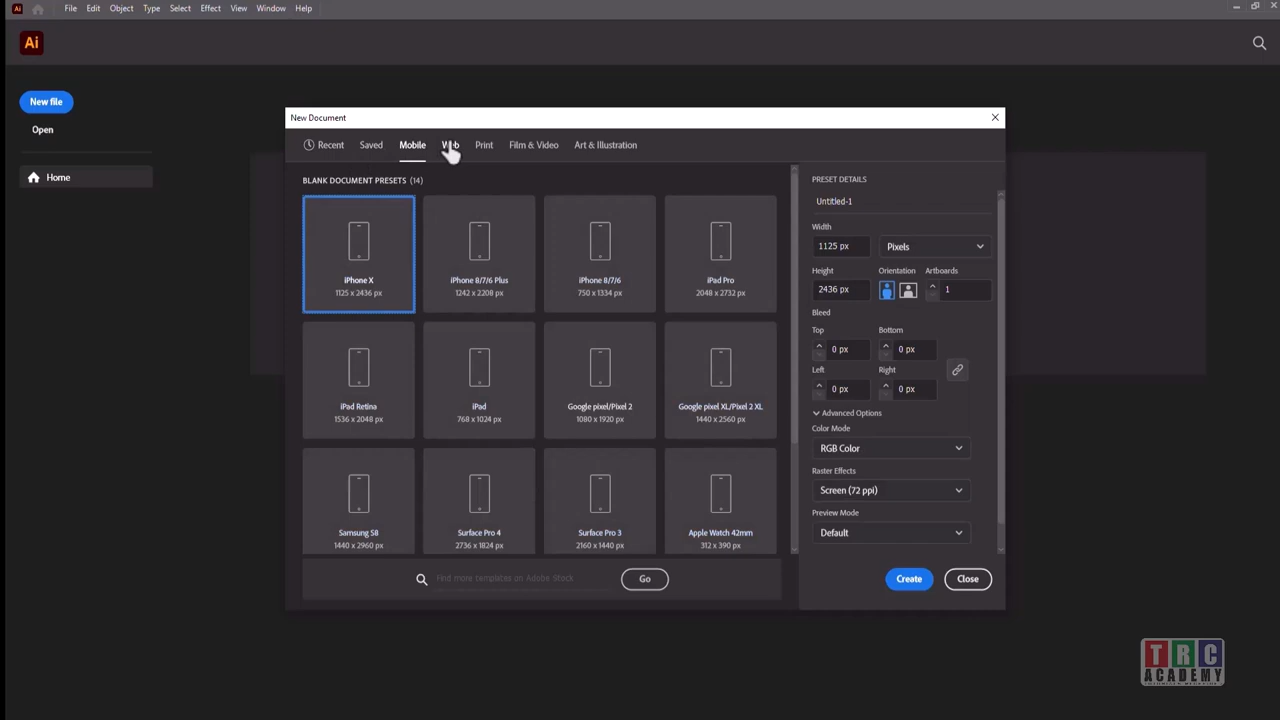 Ai
File Edit Object Type Select Effect View Window Help
Ai
New file
Open
Home
New Document
Recent Saved Mobile Print Film & Video Art & Illustration
BLANK DOCUMENT PRESETS (14)
iPhone X
1125 x 2436 px
iPhone 8/7/6 Plus
1242 x 2208 px
iPhone 8/7/6
750 x 1334 px
iPad Pro
2048 x 2732 px
iPad Retina
1536 x 2048 px
iPad
768 x 1024 px
Google pixel/Pixel 2
1080 x 1920 px
Google pixel XL/Pixel 2 XL
1440 x 2560 px
Samsung S8
1440 x 2960 px
Surface Pro 4
2736 x 1824 px
Surface Pro 3
2160 x 1440 px
Apple Watch 42mm
312 x 390 px
Find more templates on Adobe Stock
Go
PRESET DETAILS
Untitled-1
Width
1125 px Pixels
Height Orientation Artboards
2436 px 1
Bleed
Top Bottom
0 px 0 px
Left Right
0 px 0 px
Advanced Options
Color Mode
RGB Color
Raster Effects
Screen (72 ppi)
Preview Mode
Default
Create Close
TRC
ACADEMY